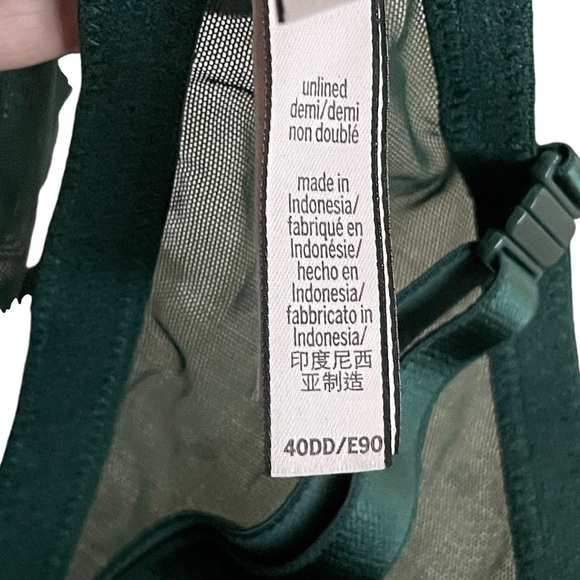 unlined
demi/demi
non doublé
made in
Indonesia/
fabriqué en
Indonésie/
hecho en
Indonesia/
fabbricato in
Indonesia/
印度尼西
亚制造
40DD/E90